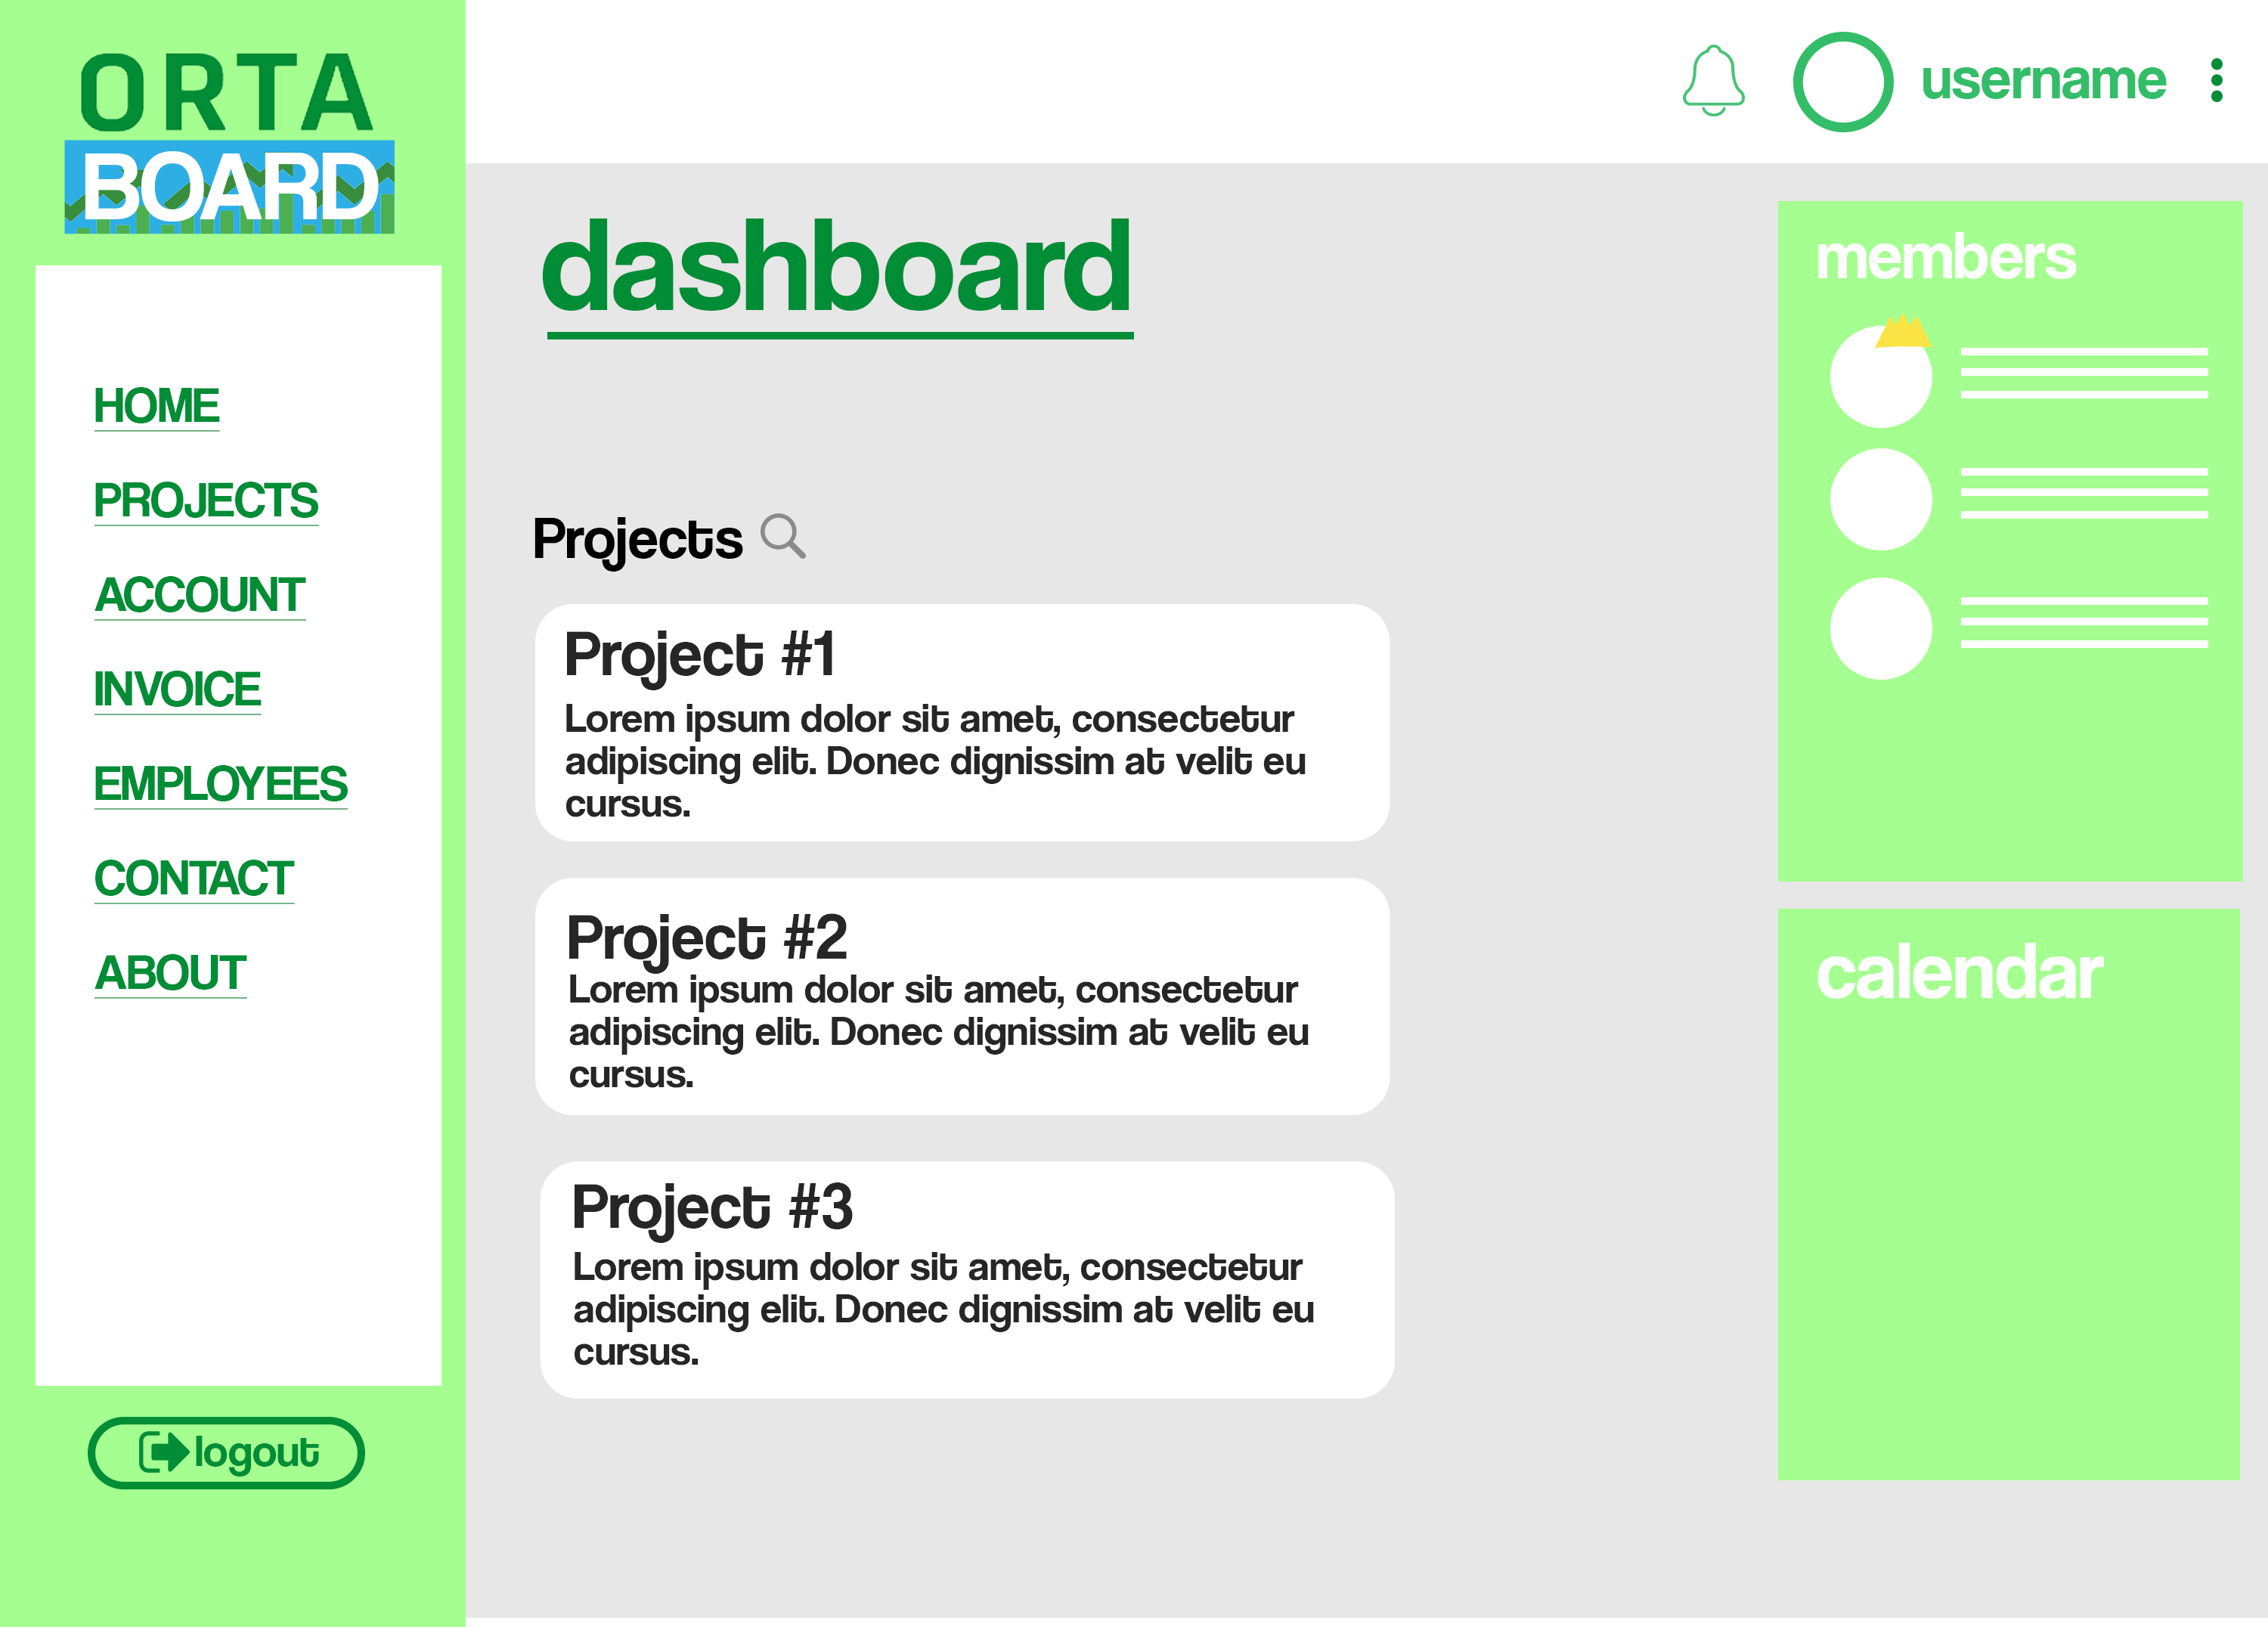 ORTA
BOARD
username
HOME
PROJECTS
ACCOUNT
INVOICE
EMPLOYEES
CONTACT
ABOUT
logout
dashboard
Projects
Project #1
Lorem ipsum dolor sit amet, consectetur
adipiscing elit. Donec dignissim at velit eu
cursus.
Project #2
Lorem ipsum dolor sit amet, consectetur
adipiscing elit. Donec dignissim at velit eu
cursus.
Project #3
Lorem ipsum dolor sit amet, consectetur
adipiscing elit. Donec dignissim at velit eu
cursus.
members
calendar